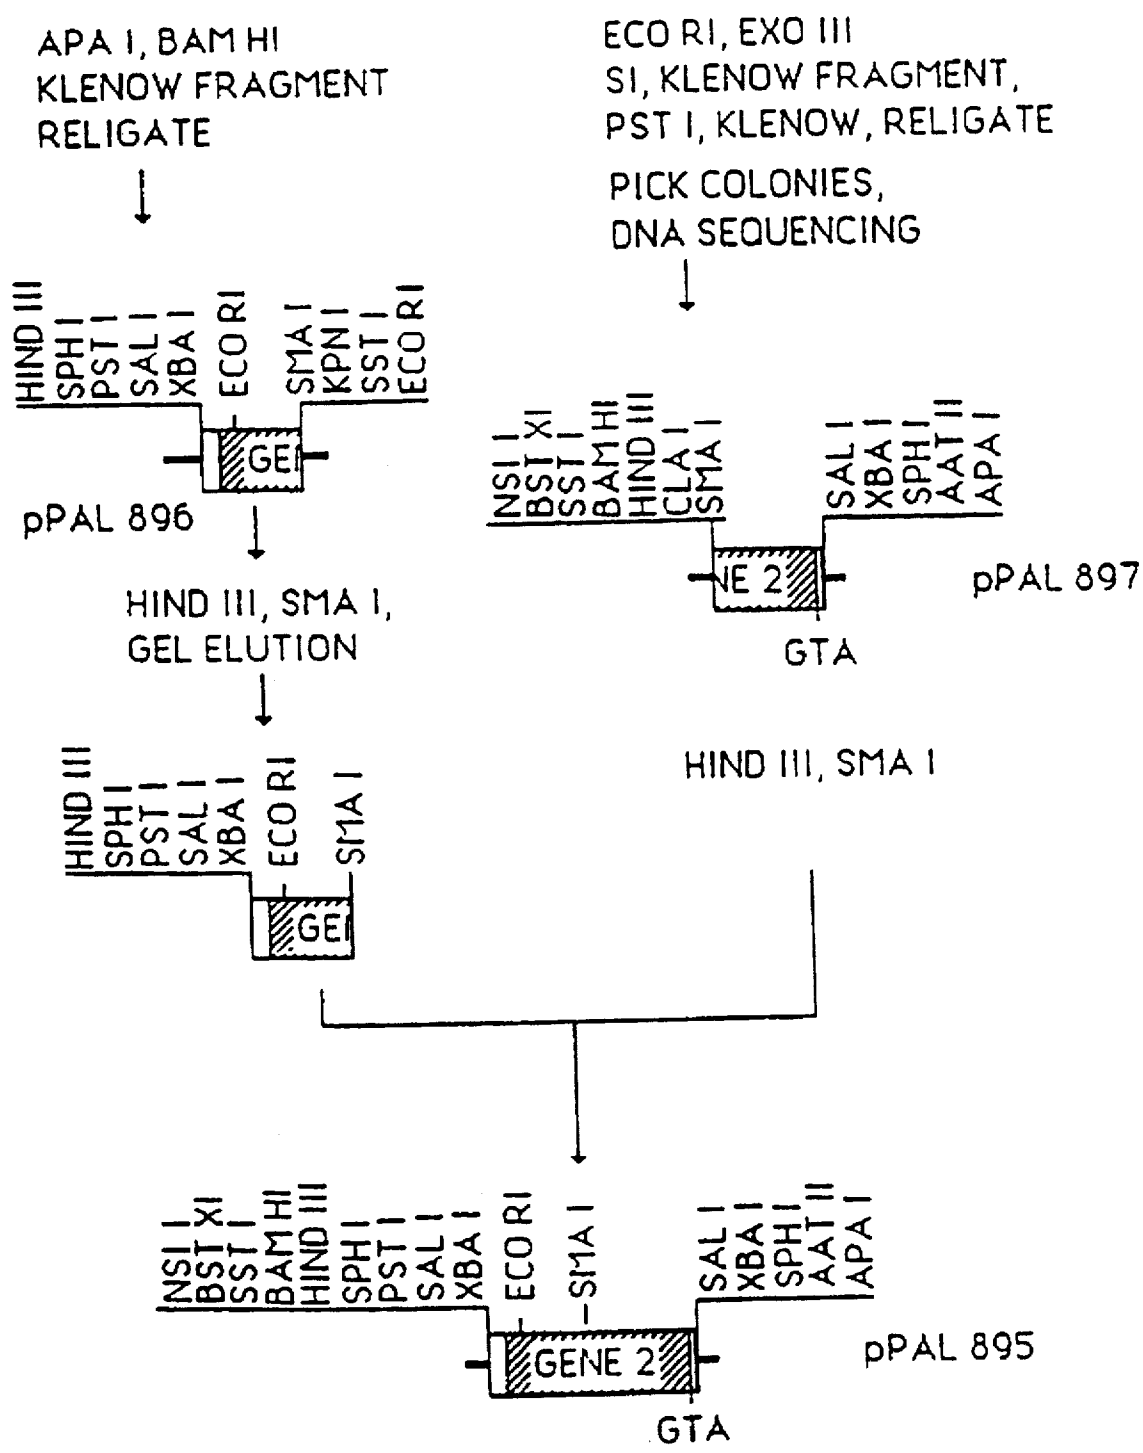 APA I, BAM HI
KLENOW FRAGMENT
RELIGATE
ECO RI, EXO III
SI, KLENOW FRAGMENT,
PST I, KLENOW, RELIGATE
PICK COLONIES,
DNA SEQUENCING
HIND III
SPH I
PST I
SAL I
XBA I
ECO RI
SMA I
KPN I
SST I
ECO RI
GEN
pPAL 896
NSI I
BST XI
SST I
BAM HI
HIND III
CLA I
SMA I
SAL I
XBA I
SPH I
AAT II
APA I
NE 2
pPAL 897
GTA
HIND III, SMA I,
GEL ELUTION
HIND III, SMA I
HIND III
SPH I
PST I
SAL I
XBA I
ECO RI
SMA I
GEN
NSI I
BST XI
SST I
BAM HI
HIND III
SPH I
PST I
SAL I
XBA I
ECO RI
SMA I
SAL I
XBA I
SPH I
AAT II
APA I
GENE 2
pPAL 895
GTA